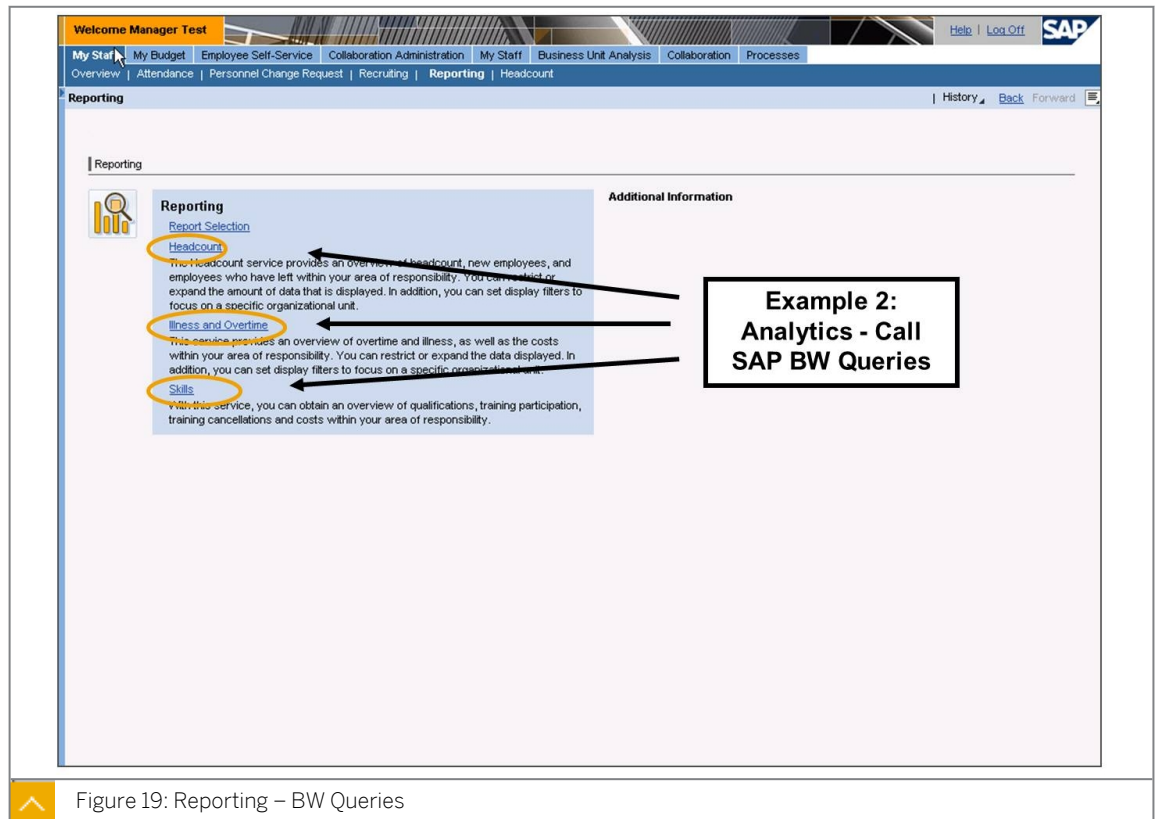 Welcome Manager Test
Help | Log Off
SAP
My Staff My Budget Employee Self-Service Collaboration Administration My Staff Business Unit Analysis Collaboration Processes
Overview | Attendance | Personnel Change Request | Recruiting | Reporting | Headcount
Reporting
| History Back Forward
Reporting
Reporting
Report Selection
Headcount
The Headcount service provides an overview of headcount, new employees, and
employees who have left within your area of responsibility. You can restrict or
expand the amount of data that is displayed. In addition, you can set display filters to
focus on a specific organizational unit.
Illness and Overtime
This service provides an overview of overtime and illness, as well as the costs
within your area of responsibility. You can restrict or expand the data displayed. In
addition, you can set display filters to focus on a specific organizational unit.
Skills
With this service, you can obtain an overview of qualifications, training participation,
training cancellations and costs within your area of responsibility.
Additional Information
Example 2:
Analytics - Call
SAP BW Queries
Figure 19: Reporting – BW Queries